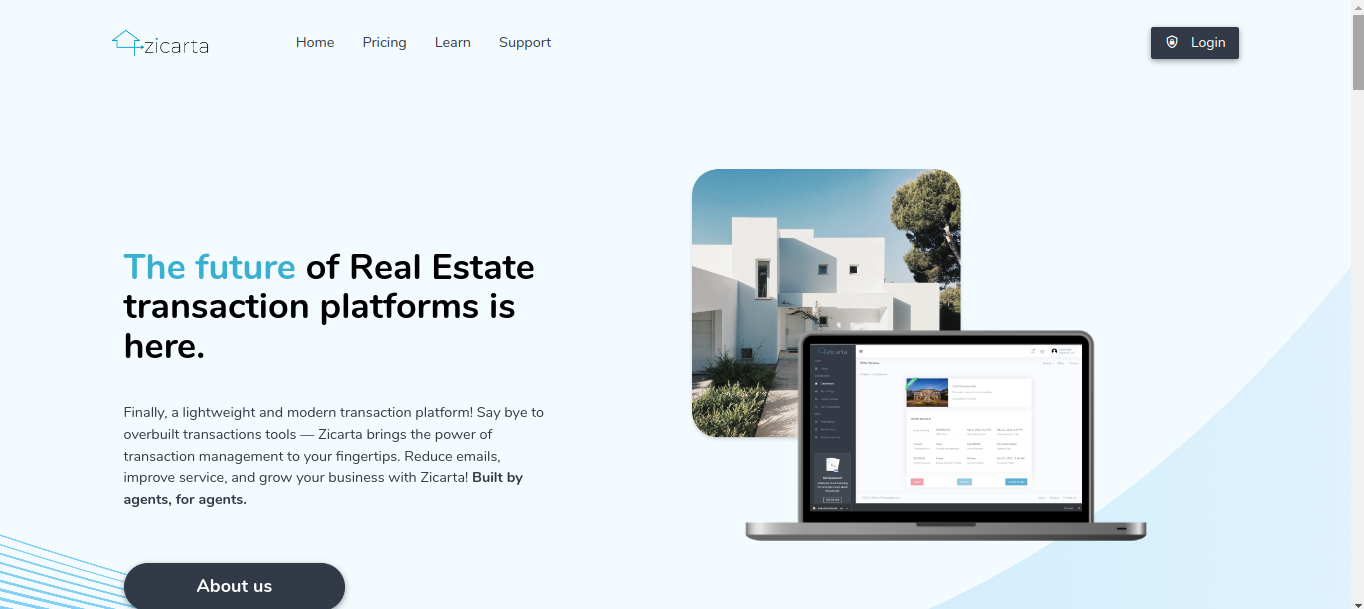 zicarta
Home
Pricing
Learn
Support
Login
The future of Real Estate
transaction platforms is
here.
Finally, a lightweight and modern transaction platform! Say bye to
overbuilt transactions tools — Zicarta brings the power of
transaction management to your fingertips. Reduce emails,
improve service, and grow your business with Zicarta! Built by
agents, for agents.
zicarta
About us